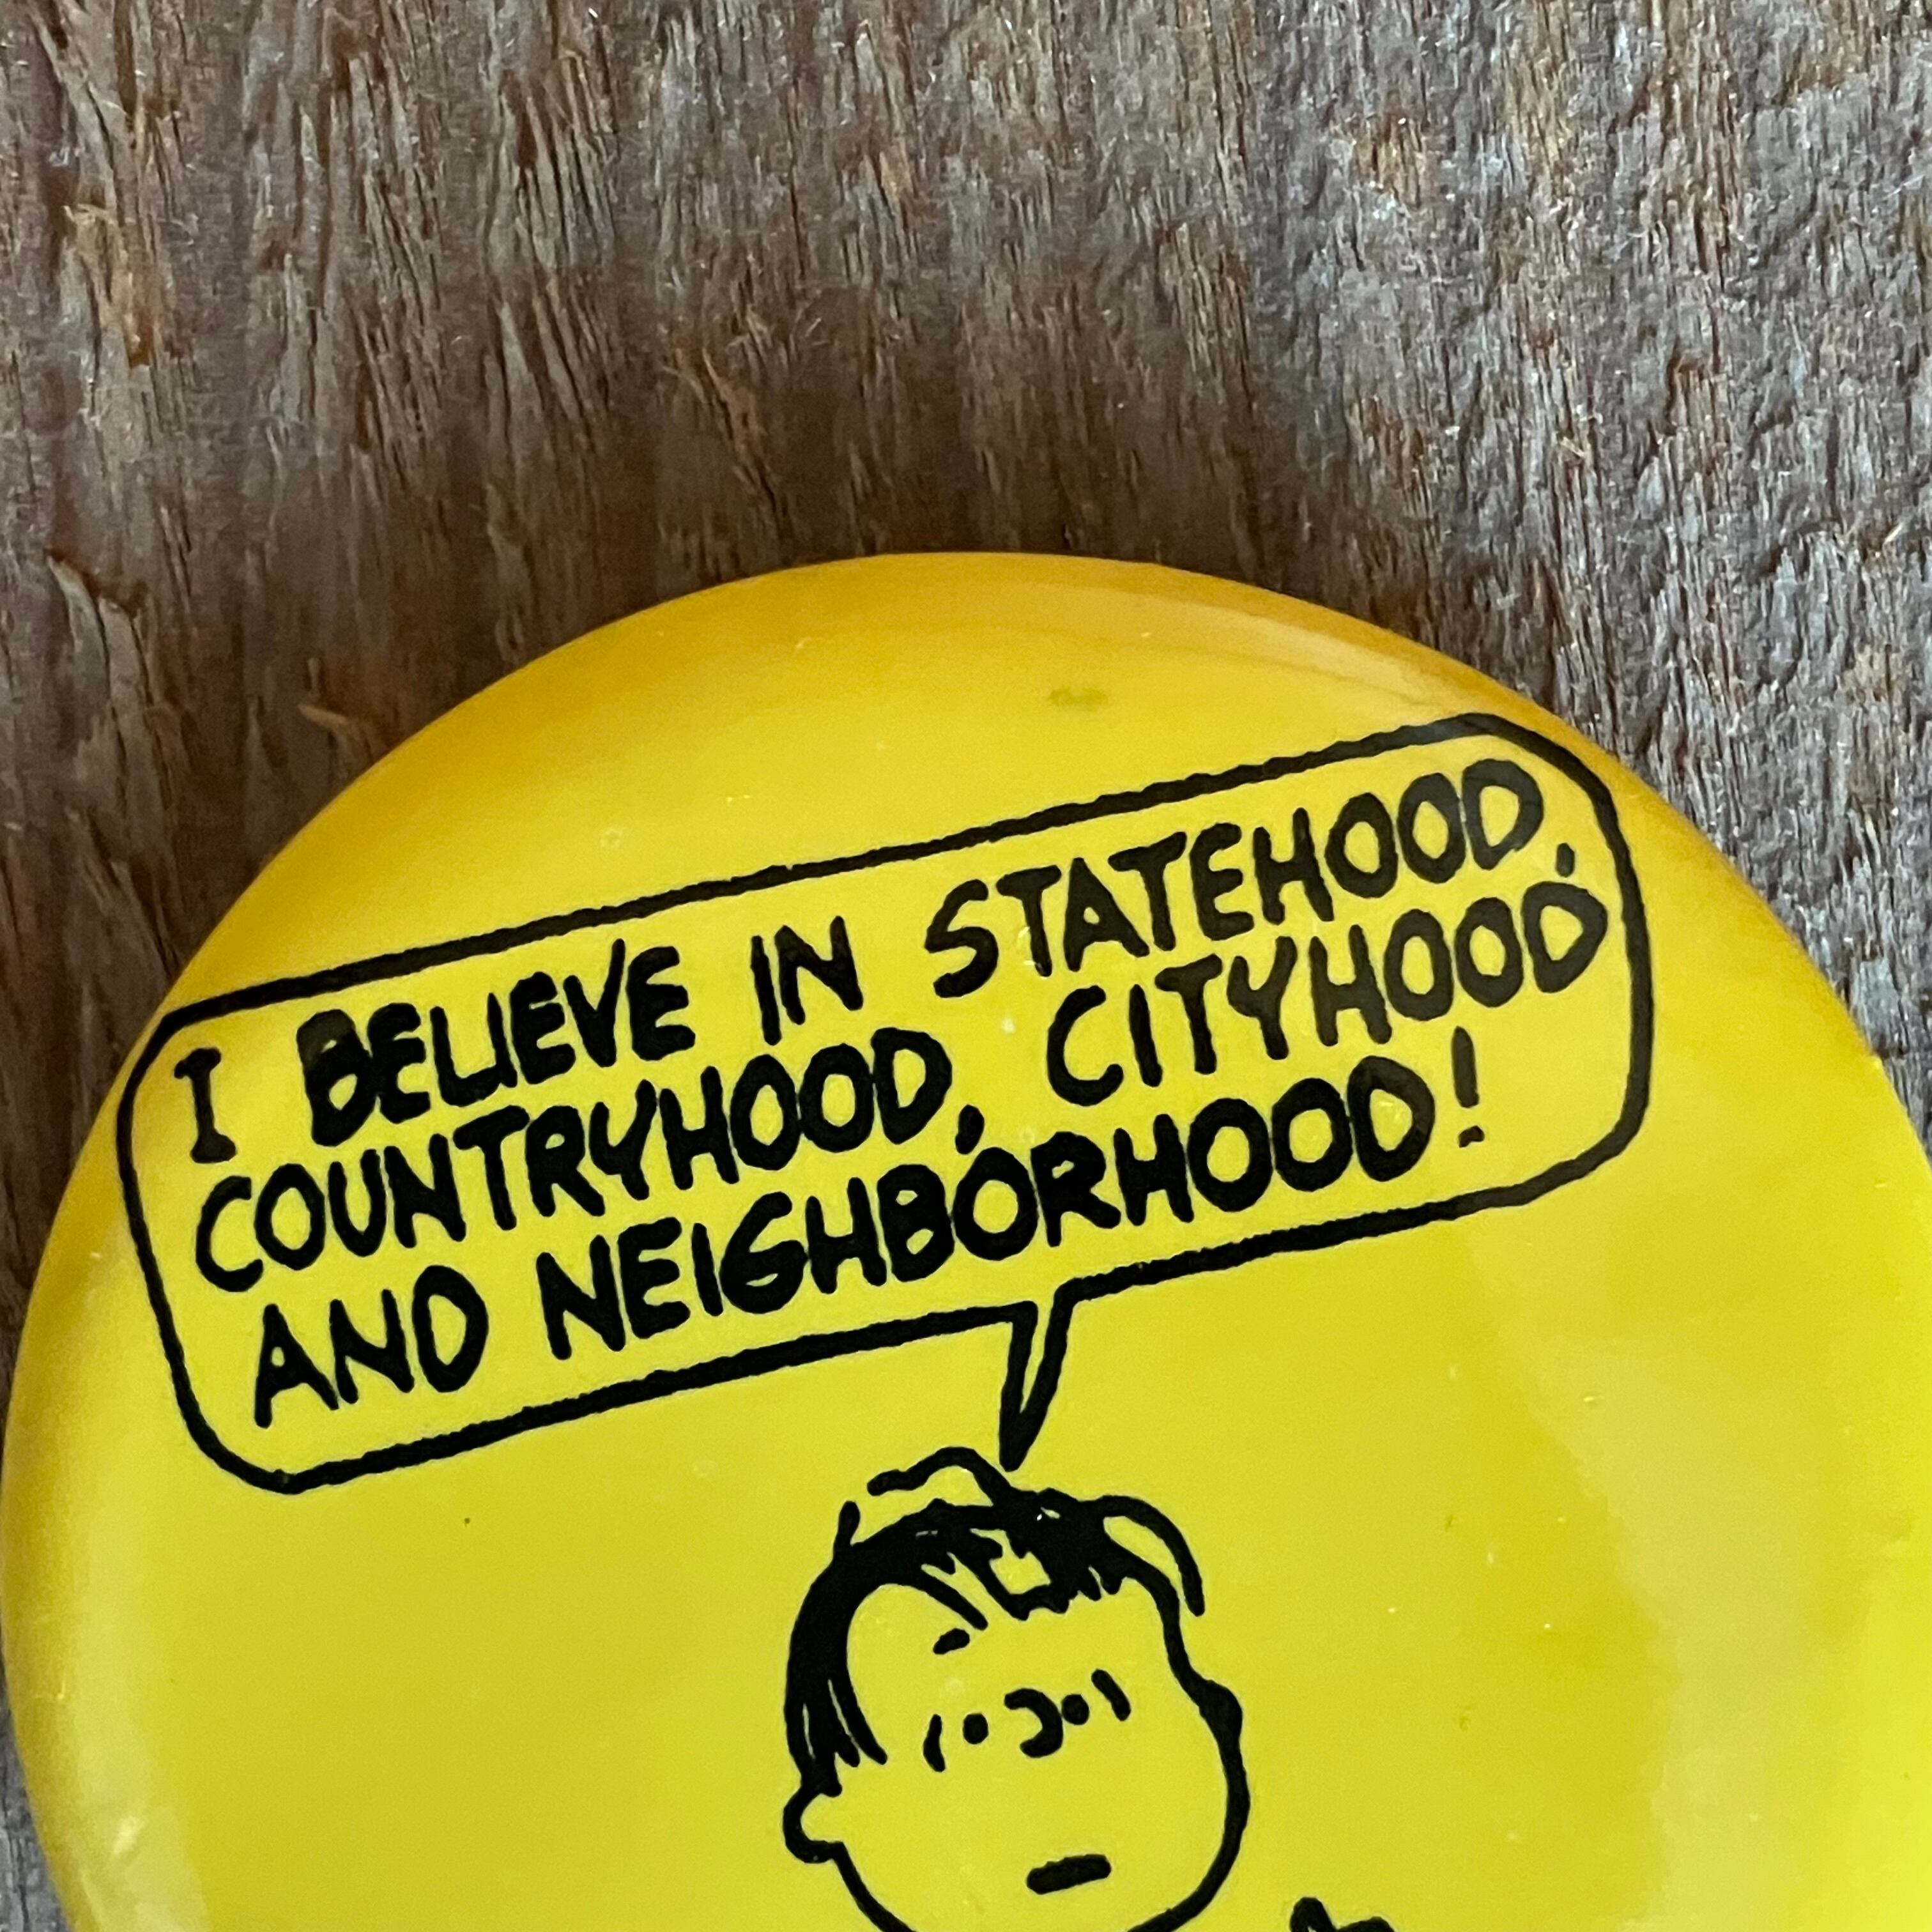 I BELIEVE IN STATEHOOD,
COUNTRYHOOD, CITYHOOD
AND NEIGHBORHOOD!